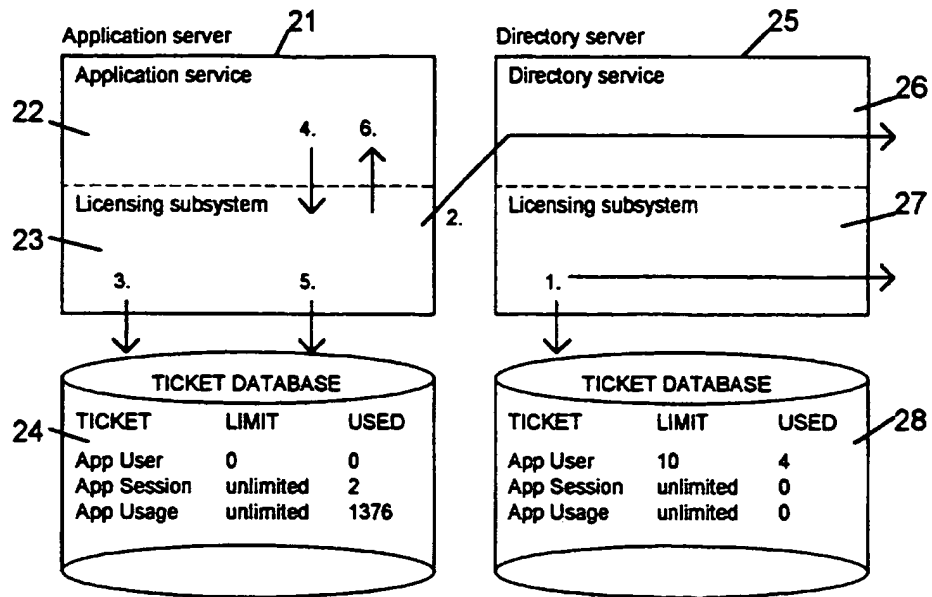 21
Application server
Application service
22
4.
6.
Licensing subsystem
23
2.
3.
5.
TICKET DATABASE
24
TICKET LIMIT USED
App User 0 0
App Session unlimited 2
App Usage unlimited 1376
25
Directory server
Directory service
26
Licensing subsystem
27
1.
TICKET DATABASE
28
TICKET LIMIT USED
App User 10 4
App Session unlimited 0
App Usage unlimited 0